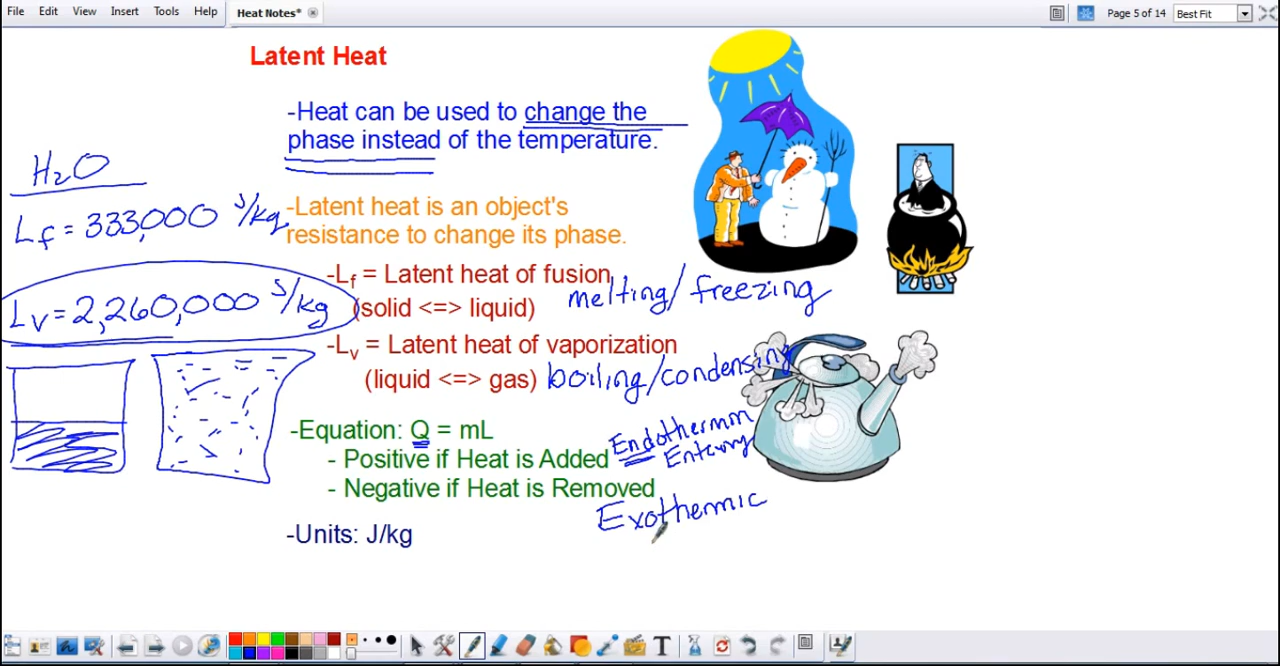 File Edit View Insert Tools Help
Heat Notes*
Page 5 of 14
Best Fit
Latent Heat
-Heat can be used to change the
phase instead of the temperature.
H₂O
Lf = 333,000 J/kg
-Latent heat is an object's
resistance to change its phase.
-Lf = Latent heat of fusion
(solid <=> liquid) melting/freezing
Lv = 2,260,000 J/kg
-Lv = Latent heat of vaporization
(liquid <=> gas) boiling/condensing
-Equation: Q = mL
- Positive if Heat is Added
Entering
- Negative if Heat is Removed
Exothermic
-Units: J/kg
T